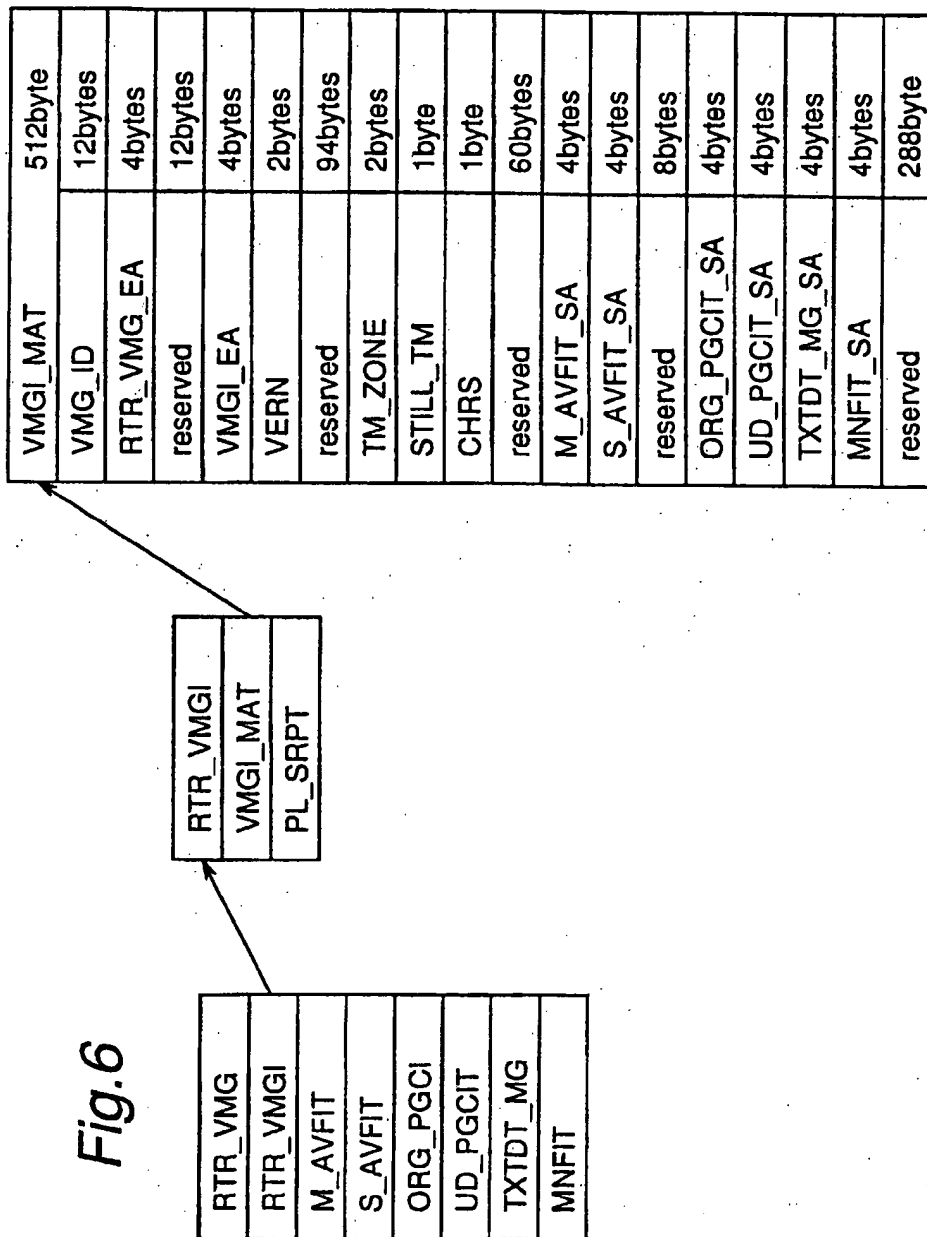 Fig.6
RTR_VMG
RTR_VMGI
M_AVFIT
S_AVFIT
ORG_PGCI
UD_PGCIT
TXTDT_MG
MNFIT
RTR_VMGI
VMGI_MAT
PL_SRPT
VMGI_MAT 512byte
VMG_ID 12bytes
RTR_VMG_EA 4bytes
reserved 12bytes
VMGI_EA 4bytes
VERN 2bytes
reserved 94bytes
TM_ZONE 2bytes
STILL_TM 1byte
CHRS 1byte
reserved 60bytes
M_AVFIT_SA 4bytes
S_AVFIT_SA 4bytes
reserved 8bytes
ORG_PGCIT_SA 4bytes
UD_PGCIT_SA 4bytes
TXTDT_MG_SA 4bytes
MNFIT_SA 4bytes
reserved 288byte